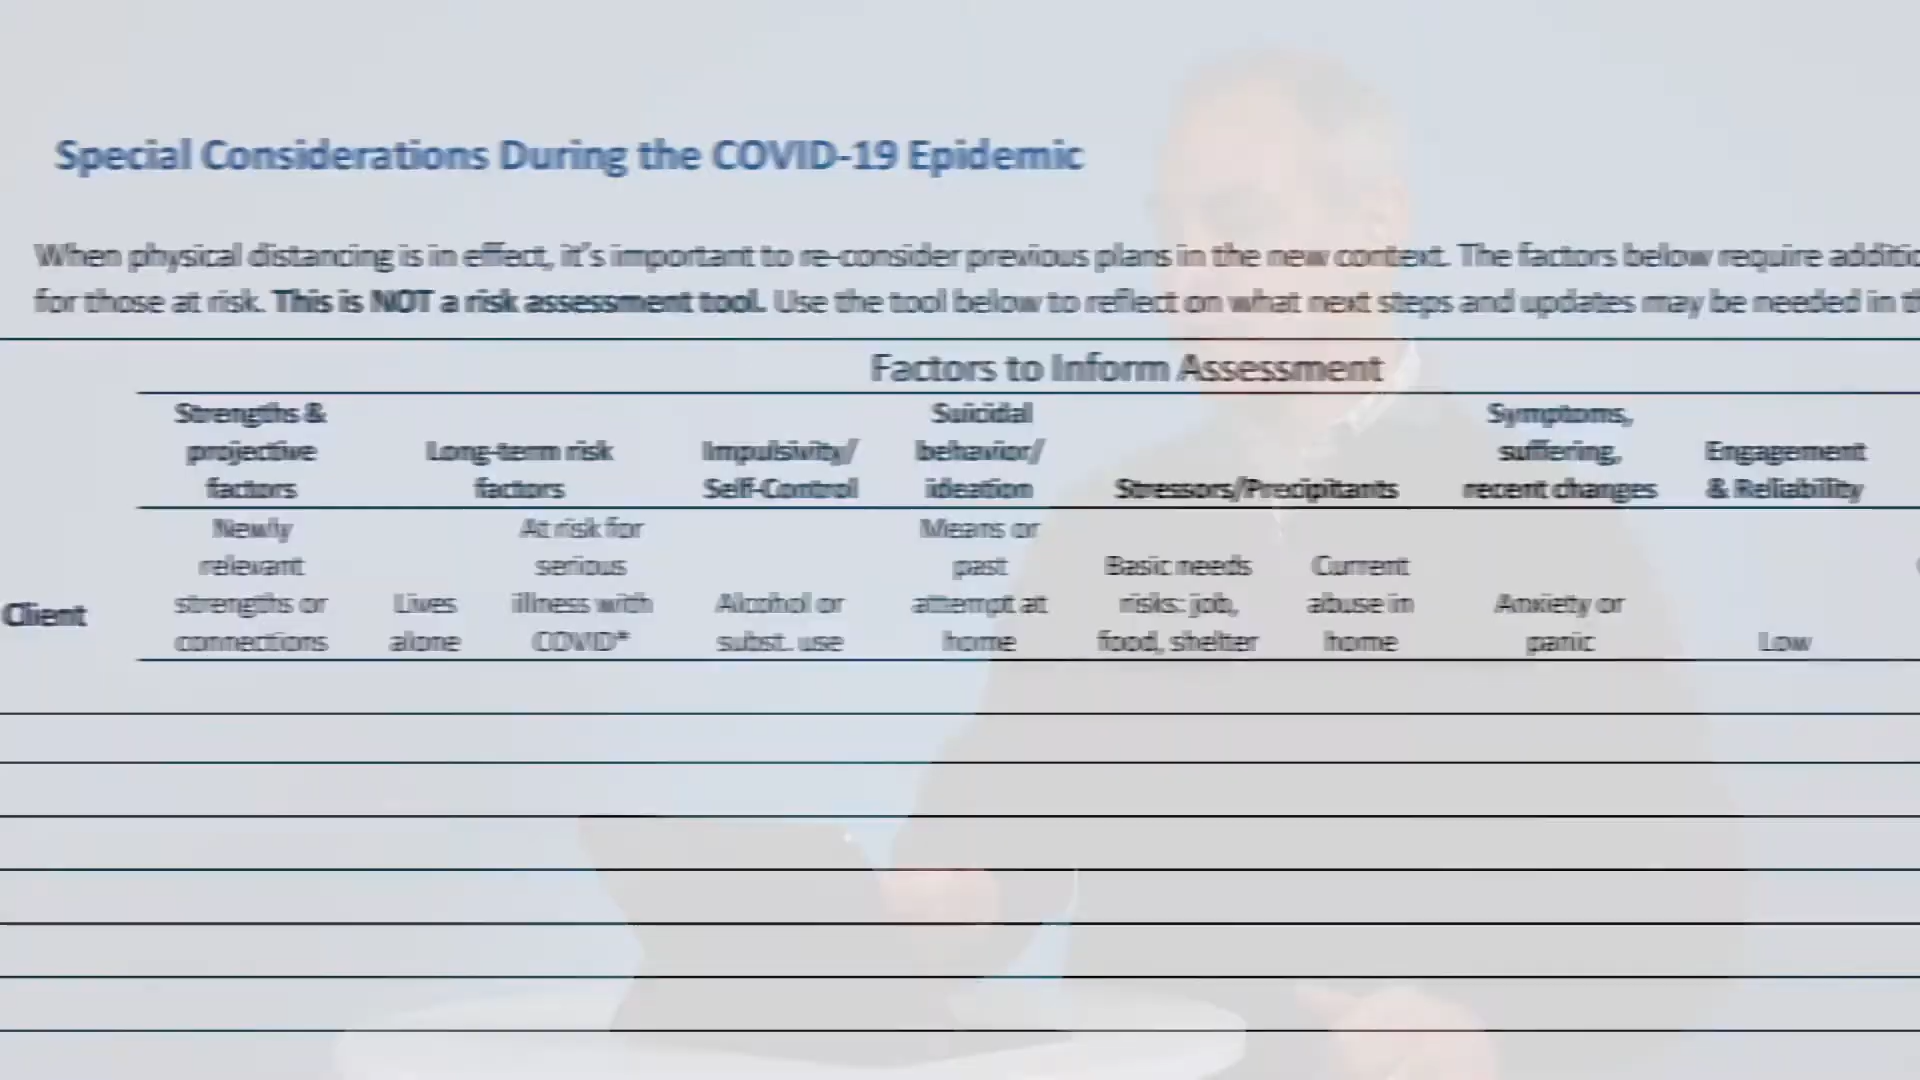 Special Considerations During the COVID-19 Epidemic
When physical distancing is in effect, it's important to re-consider previous plans in the new context. The factors below require
for those at risk. This is NOT a risk assessment tool. Use the tool below to reflect on what next steps and updates may be needed in
Factors to Inform Assessment
Strengths & projective factors
Long-term risk factors
Impulsivity/ Self-Control
Suicidal behavior/ ideation
Stressors/Precipitants
Symptoms, suffering, recent changes
Engagement & Reliability
Client
Newly relevant strengths or connections
Lives alone
At risk for serious illness with COVID*
Alcohol or subst. use
Means or past attempt at home
Basic needs risks: job, food, shelter
Current abuse in home
Anxiety or panic
Low